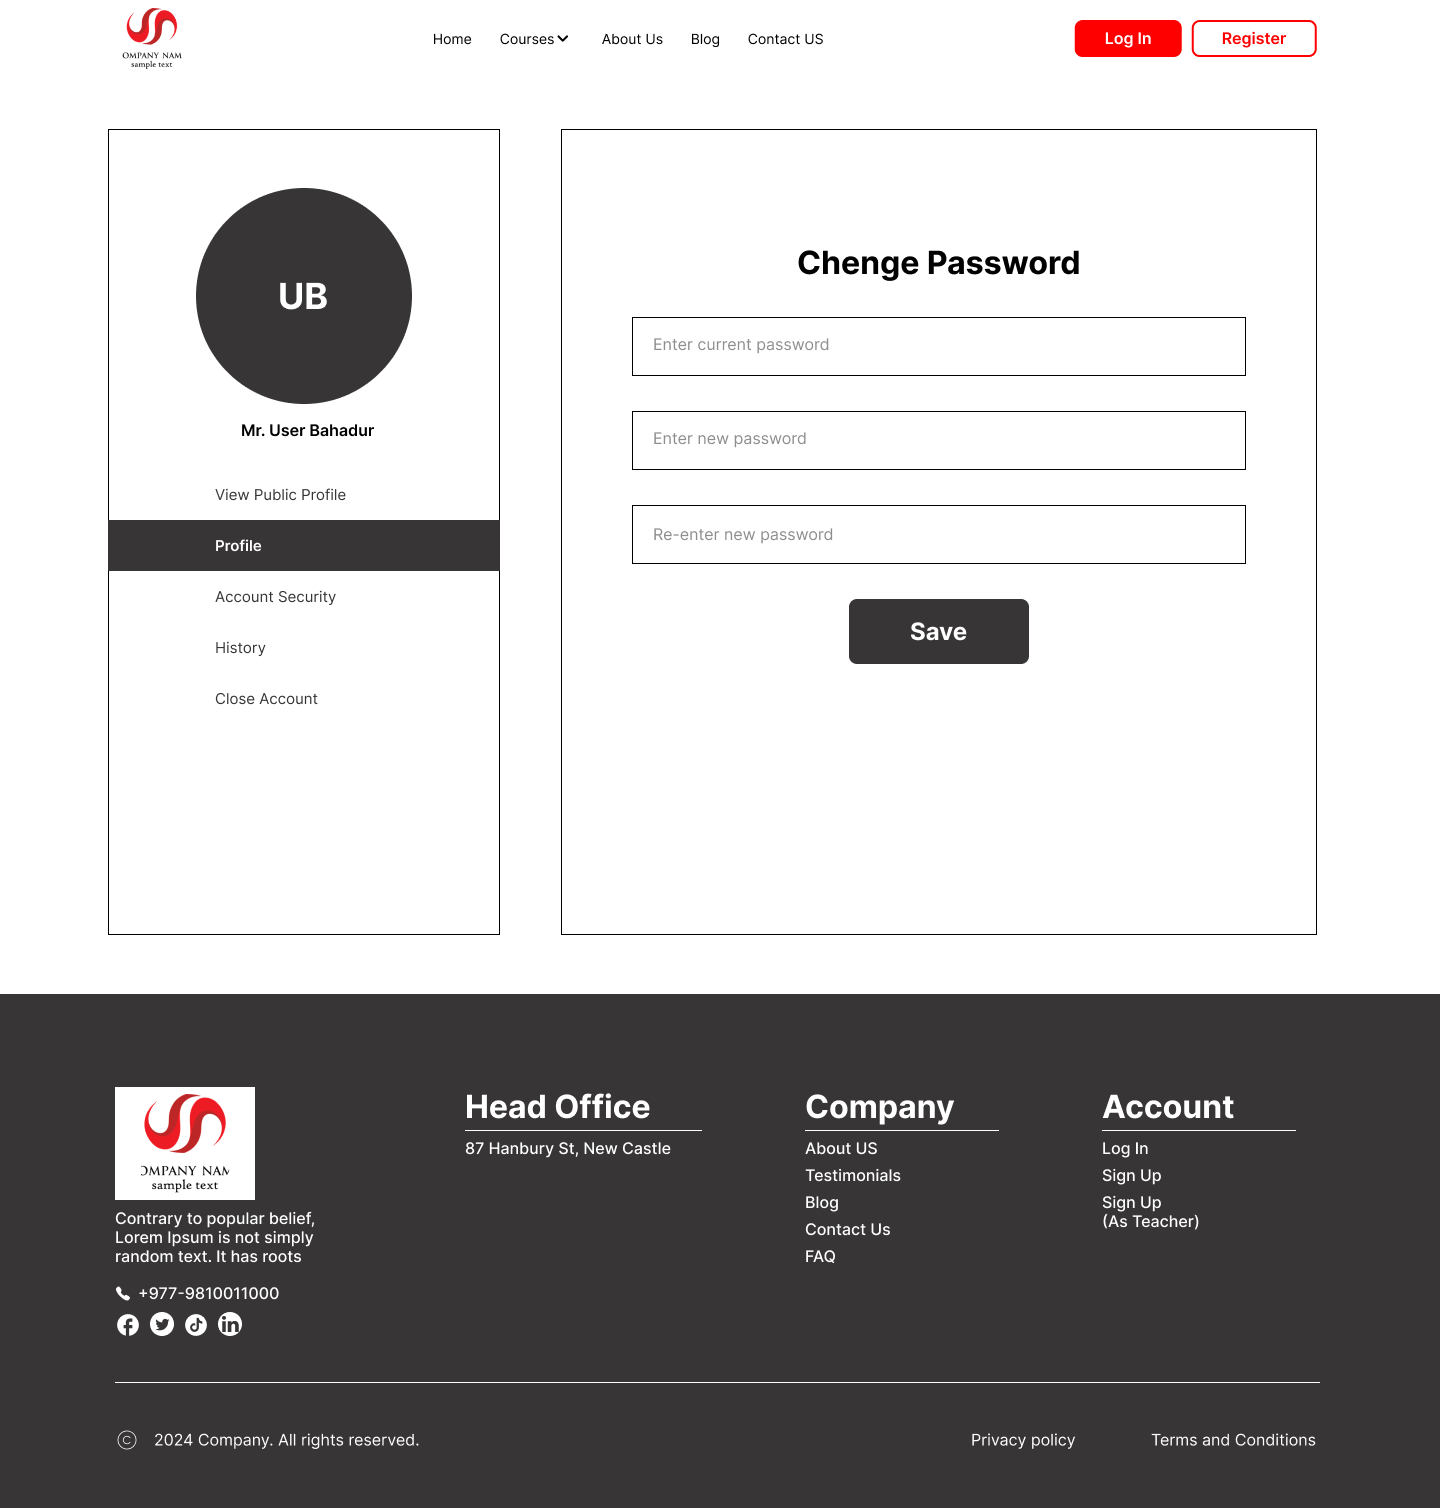 OMPANY NAM
sample text
Home
Courses
About Us
Blog
Contact US
Log In
Register
UB
Mr. User Bahadur
View Public Profile
Profile
Account Security
History
Close Account
Chenge Password
Enter current password
Enter new password
Re-enter new password
Save
OMPANY NAM
sample text
Contrary to popular belief,
Lorem Ipsum is not simply
random text. It has roots
+977-9810011000
Head Office
87 Hanbury St, New Castle
Company
About US
Testimonials
Blog
Contact Us
FAQ
Account
Log In
Sign Up
Sign Up
(As Teacher)
© 2024 Company. All rights reserved.
Privacy policy
Terms and Conditions